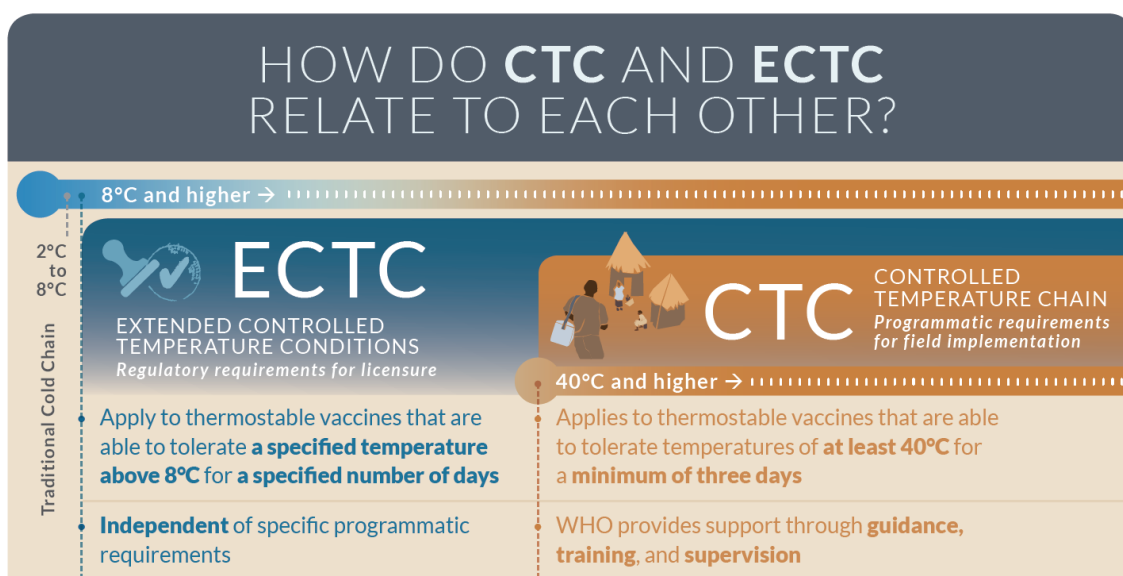 HOW DO CTC AND ECTC
RELATE TO EACH OTHER?
8°C and higher →
2°C
to
8°C
Traditional Cold Chain
ECTC
EXTENDED CONTROLLED
TEMPERATURE CONDITIONS
Regulatory requirements for licensure
CTC
CONTROLLED
TEMPERATURE CHAIN
Programmatic requirements
for field implementation
40°C and higher →
Apply to thermostable vaccines that are
able to tolerate a specified temperature
above 8°C for a specified number of days
Applies to thermostable vaccines that are able
to tolerate temperatures of at least 40°C for
a minimum of three days
Independent of specific programmatic
requirements
WHO provides support through guidance,
training, and supervision